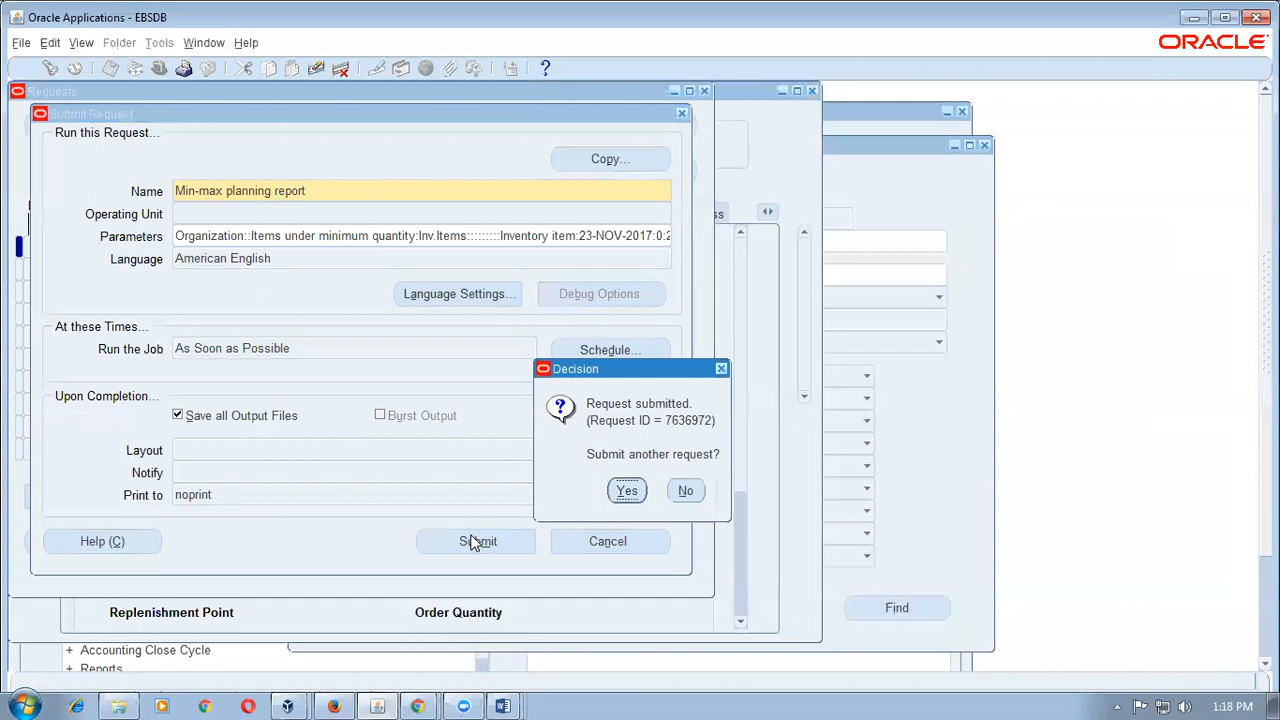 Oracle Applications - EBSDB
File Edit View Folder Tools Window Help
ORACLE
Requests
Submit Request
Run this Request...
Copy...
Name Min-max planning report
Operating Unit
Parameters Organization::Items under minimum quantity:Inv.Items:::::::::Inventory item:23-NOV-2017:0:2
Language American English
Language Settings... Debug Options
At these Times...
Run the Job As Soon as Possible Schedule...
Decision
Request submitted.
(Request ID = 7636972)
Submit another request?
Yes No
Upon Completion...
Save all Output Files Burst Output
Layout
Notify
Print to noprint
Help (C) Submit Cancel
Replenishment Point Order Quantity
Find
+ Accounting Close Cycle
+ Reports
1:18 PM